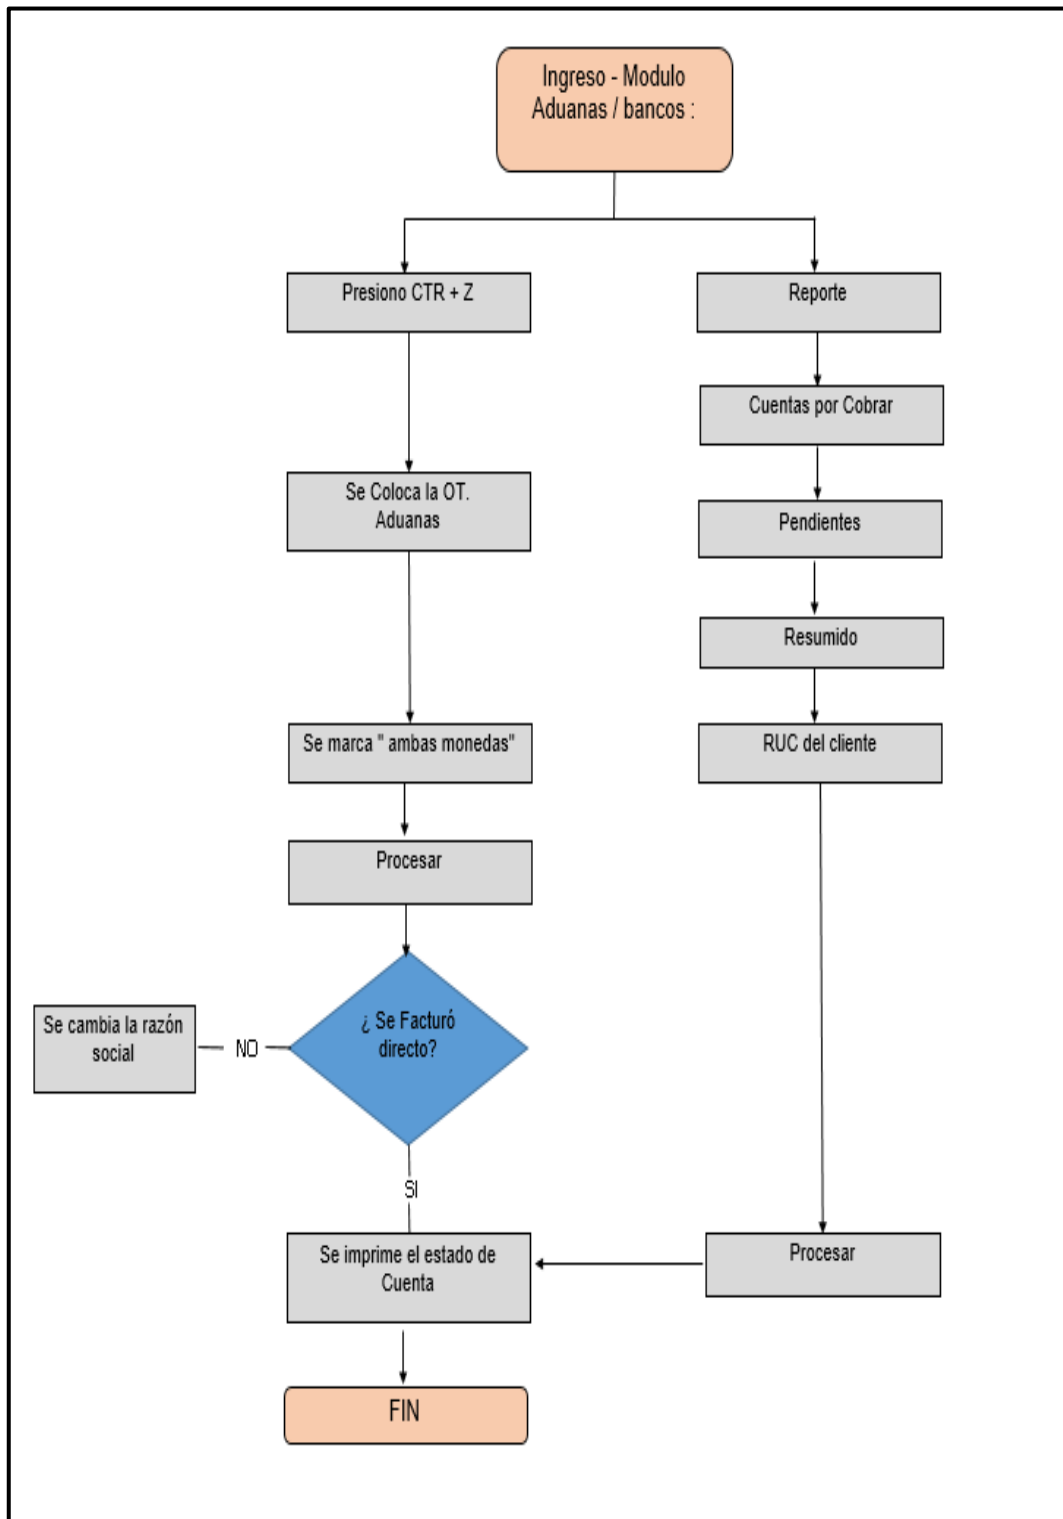 Ingreso - Modulo
Aduanas / bancos :
Presiono CTR + Z
Reporte
Cuentas por Cobrar
Se Coloca la OT.
Aduanas
Pendientes
Resumido
Se marca " ambas monedas"
RUC del cliente
Procesar
¿ Se Facturó
directo?
Se cambia la razón
social
NO
SI
Se imprime el estado de
Cuenta
Procesar
FIN